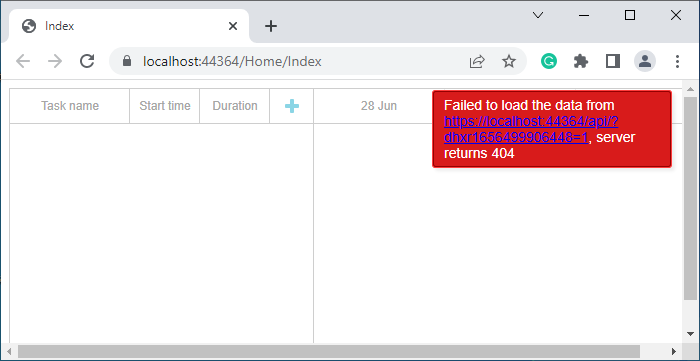 Index
localhost:44364/Home/Index
Task name Start time Duration 28 Jun
Failed to load the data from
https://localhost:44364/api/?
dhxr1656499906448=1, server
returns 404